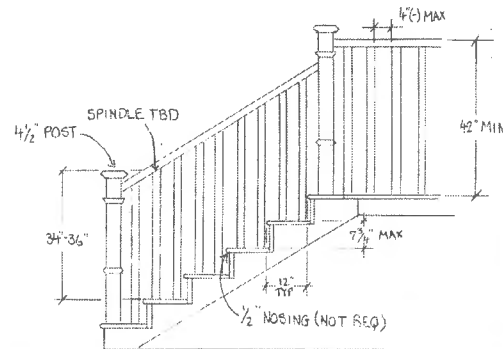 4"(-) MAX
SPINDLE TBD
4½" POST
42" MIN
34"-36"
7¾" MAX
12"
TYP
½" NOSING (NOT REQ)